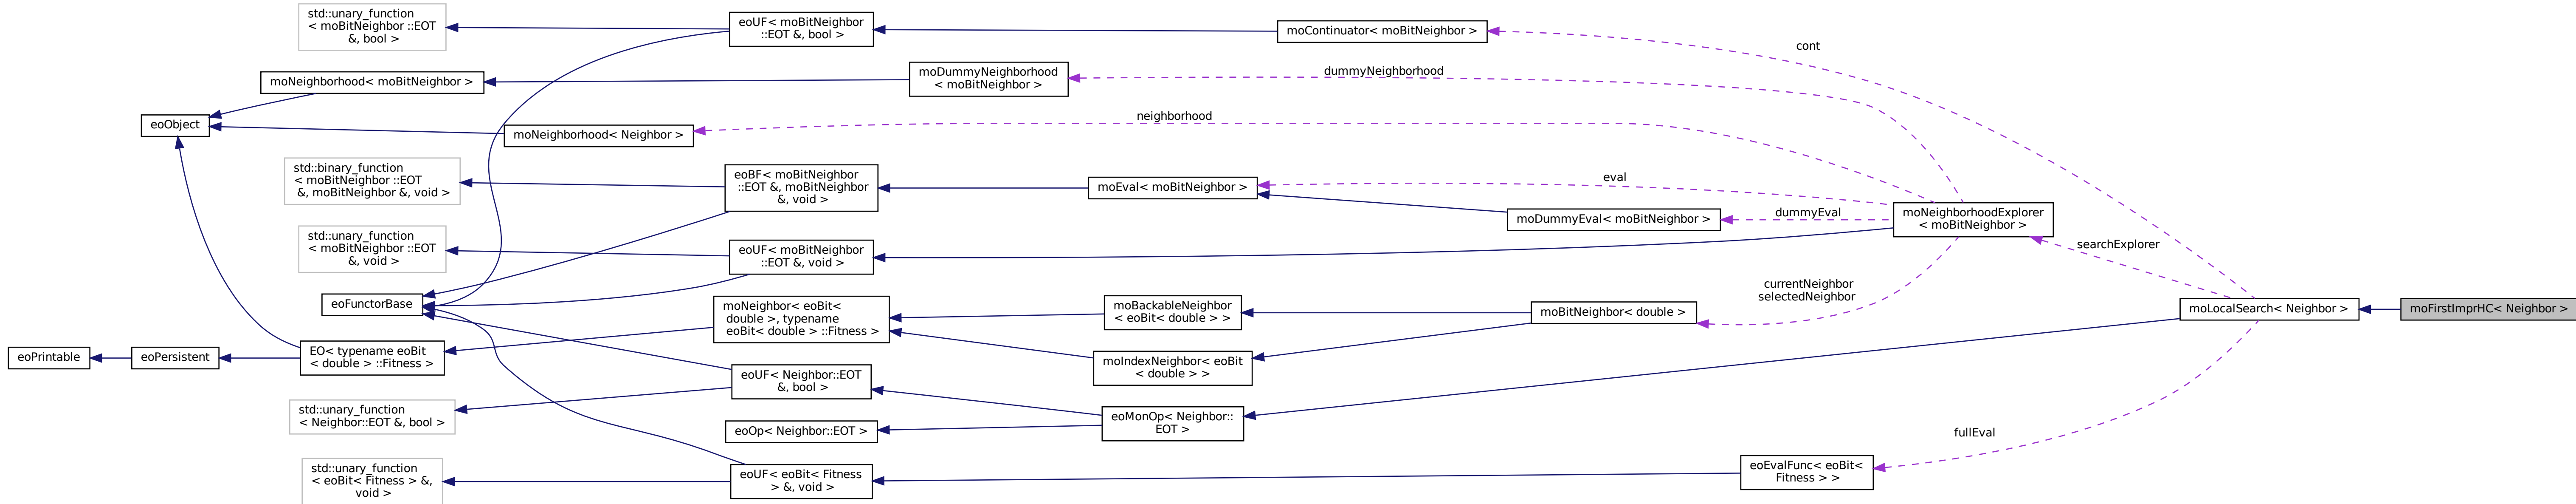 std::unary_function
< moBitNeighbor ::EOT
&, bool >
eoUF< moBitNeighbor
::EOT &, bool >
moContinuator< moBitNeighbor >
cont
moNeighborhood< moBitNeighbor >
moDummyNeighborhood
< moBitNeighbor >
dummyNeighborhood
eoObject
moNeighborhood< Neighbor >
neighborhood
std::binary_function
< moBitNeighbor ::EOT
&, moBitNeighbor &, void >
eoBF< moBitNeighbor
::EOT &, moBitNeighbor
&, void >
moEval< moBitNeighbor >
eval
moDummyEval< moBitNeighbor >
dummyEval
moNeighborhoodExplorer
< moBitNeighbor >
std::unary_function
< moBitNeighbor ::EOT
&, void >
eoUF< moBitNeighbor
::EOT &, void >
searchExplorer
eoFunctorBase
moNeighbor< eoBit<
double >, typename
eoBit< double > ::Fitness >
moBackableNeighbor
< eoBit< double > >
moBitNeighbor< double >
currentNeighbor
selectedNeighbor
moLocalSearch< Neighbor >
moFirstImprHC< Neighbor >
eoPrintable
eoPersistent
EO< typename eoBit
< double > ::Fitness >
moIndexNeighbor< eoBit
< double > >
eoUF< Neighbor::EOT
&, bool >
std::unary_function
< Neighbor::EOT &, bool >
eoOp< Neighbor::EOT >
eoMonOp< Neighbor::
EOT >
fullEval
std::unary_function
< eoBit< Fitness > &,
void >
eoUF< eoBit< Fitness
> &, void >
eoEvalFunc< eoBit<
Fitness > >